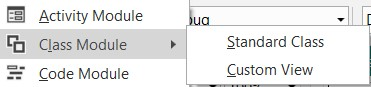 Activity Module
Class Module
Code Module
Standard Class
Custom View